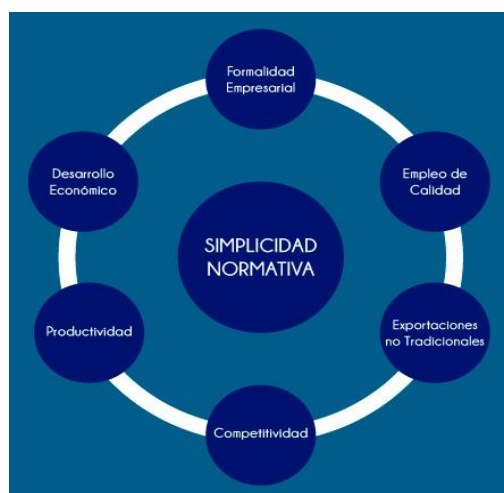 Formalidad
Empresarial
Desarrollo
Económico
Empleo de
Calidad
SIMPLICIDAD
NORMATIVA
Productividad
Exportaciones
no Tradicionales
Competitividad